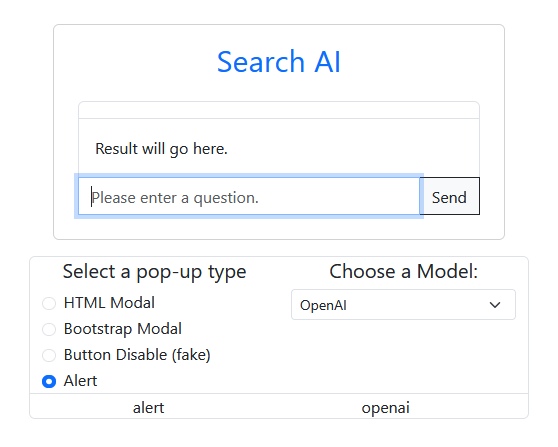 Search AI
Result will go here.
Please enter a question. Send
Select a pop-up type
HTML Modal
Bootstrap Modal
Button Disable (fake)
Alert
Choose a Model:
OpenAI
alert openai